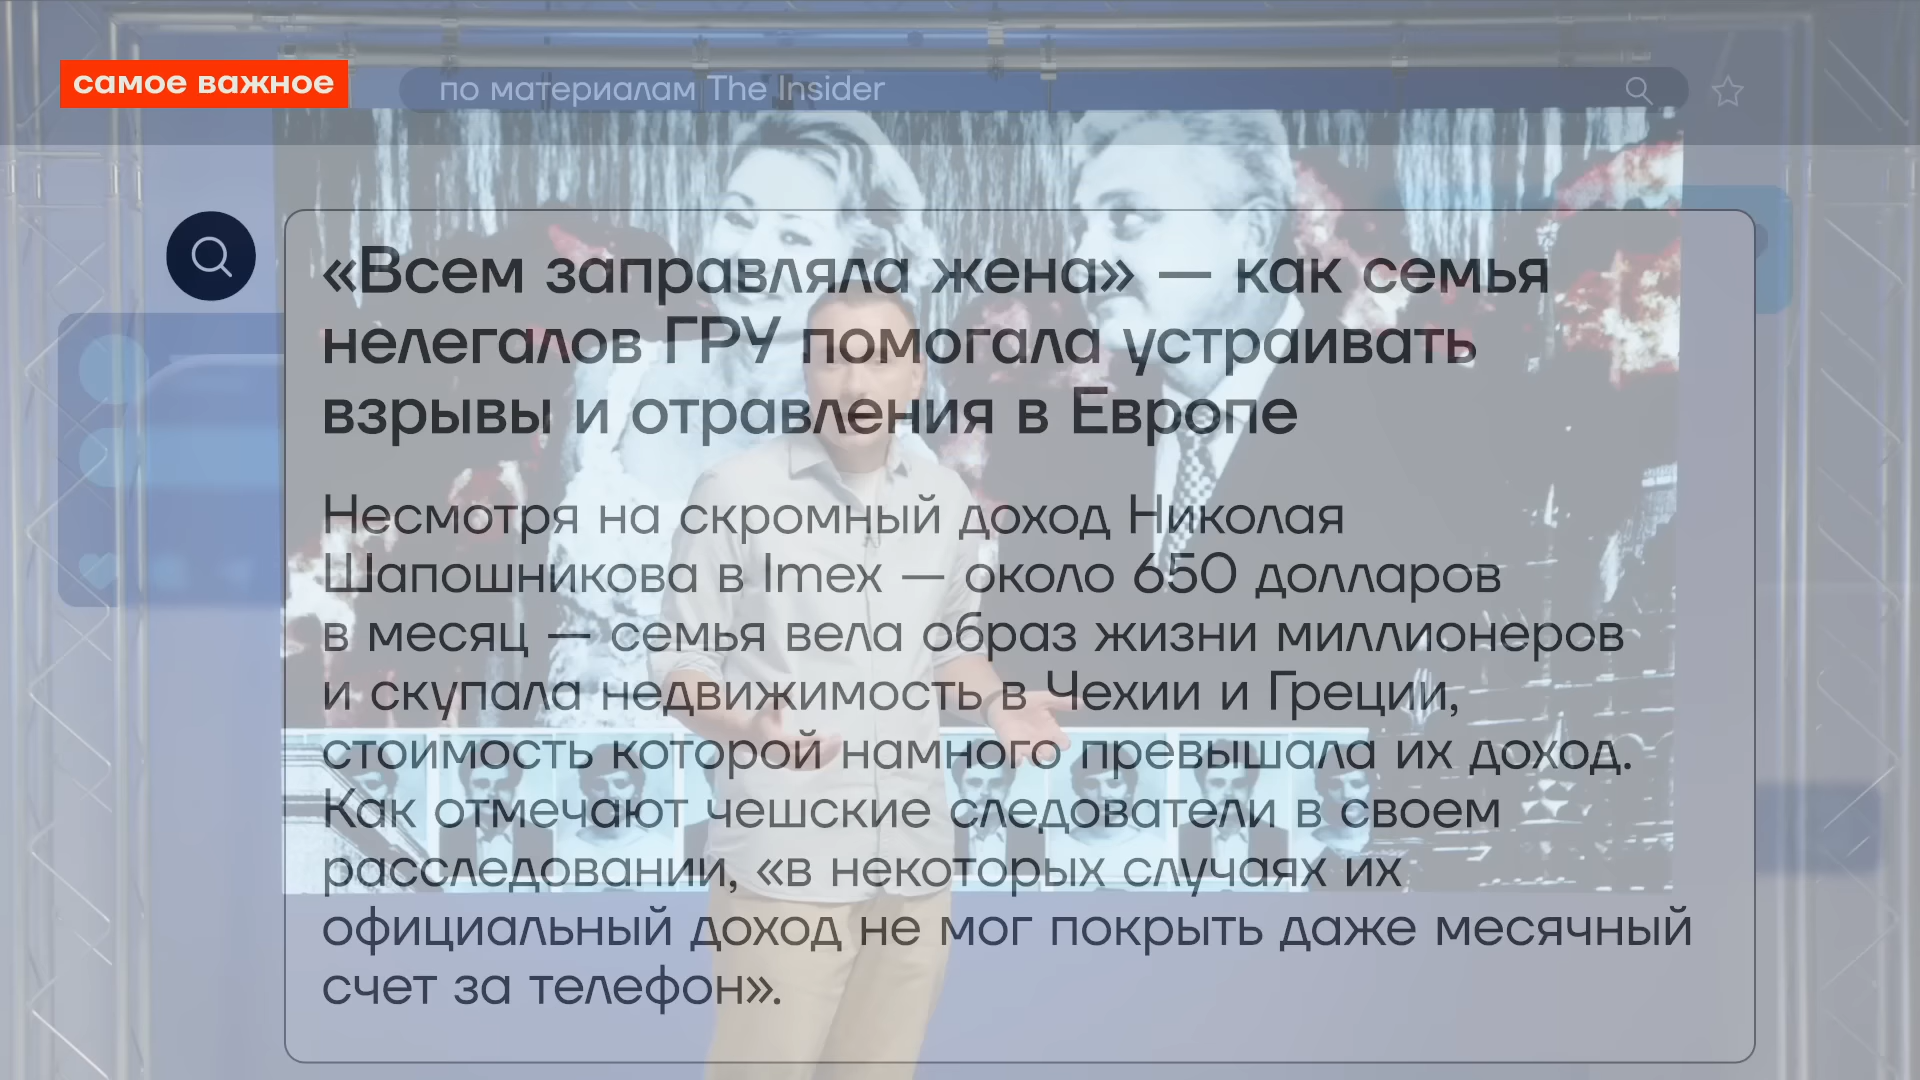 самое важное
по материалам The Insider
«Всем заправляла жена» — как семья
нелегалов ГРУ помогала устраивать
взрывы и отравления в Европе
Несмотря на скромный доход Николая
Шапошникова в Imex — около 650 долларов
в месяц — семья вела образ жизни миллионеров
и скупала недвижимость в Чехии и Греции,
стоимость которой намного превышала их доход.
Как отмечают чешские следователи в своем
расследовании, «в некоторых случаях их
официальный доход не мог покрыть даже месячный
счет за телефон».